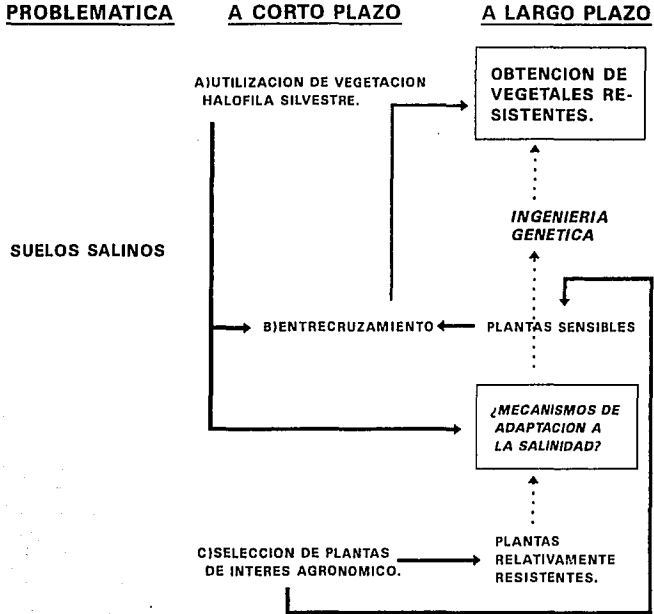 PROBLEMATICA A CORTO PLAZO A LARGO PLAZO
A)UTILIZACION DE VEGETACION
HALOFILA SILVESTRE.
OBTENCION DE
VEGETALES RE-
SISTENTES.
INGENIERIA
GENETICA
SUELOS SALINOS
B)ENTRECRUZAMIENTO
PLANTAS SENSIBLES
¿MECANISMOS DE
ADAPTACION A
LA SALINIDAD?
C)SELECCION DE PLANTAS
DE INTERES AGRONOMICO.
PLANTAS
RELATIVAMENTE
RESISTENTES.